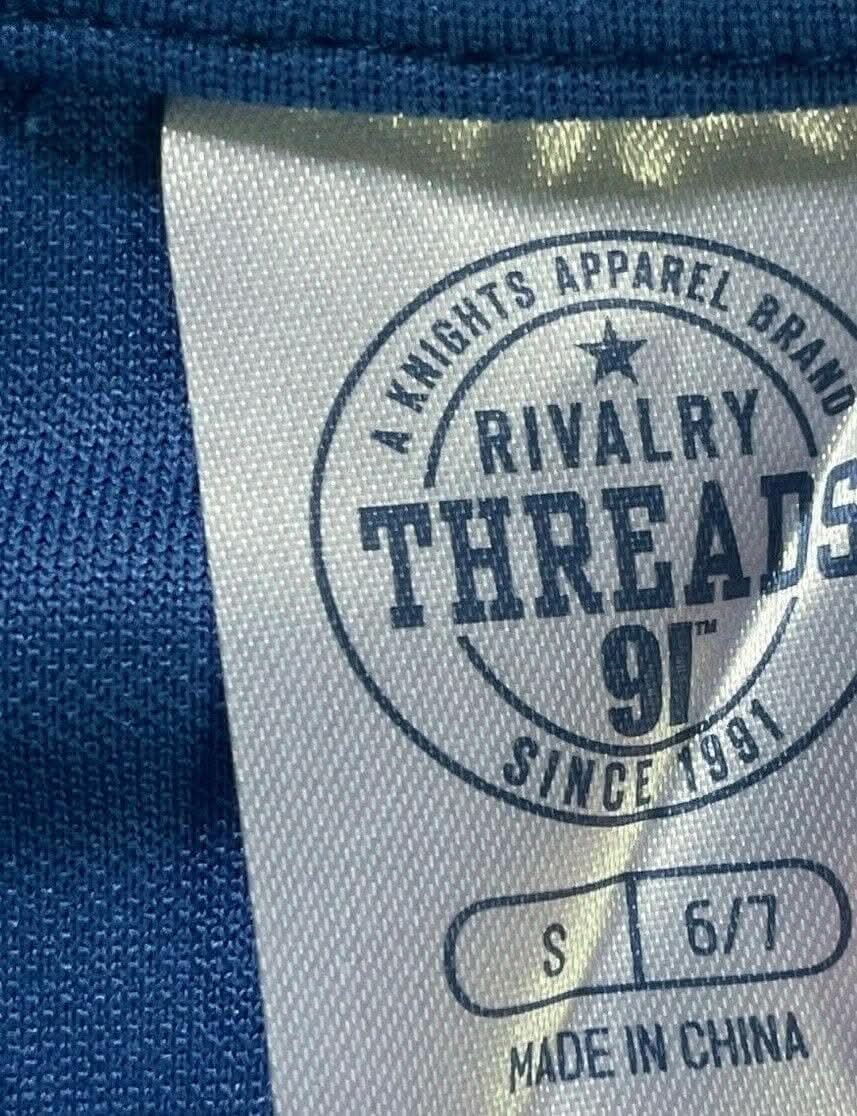 A KNIGHTS APPAREL BRAND
RIVALRY
THREADS
91™
SINCE 1991
S 6/7
MADE IN CHINA